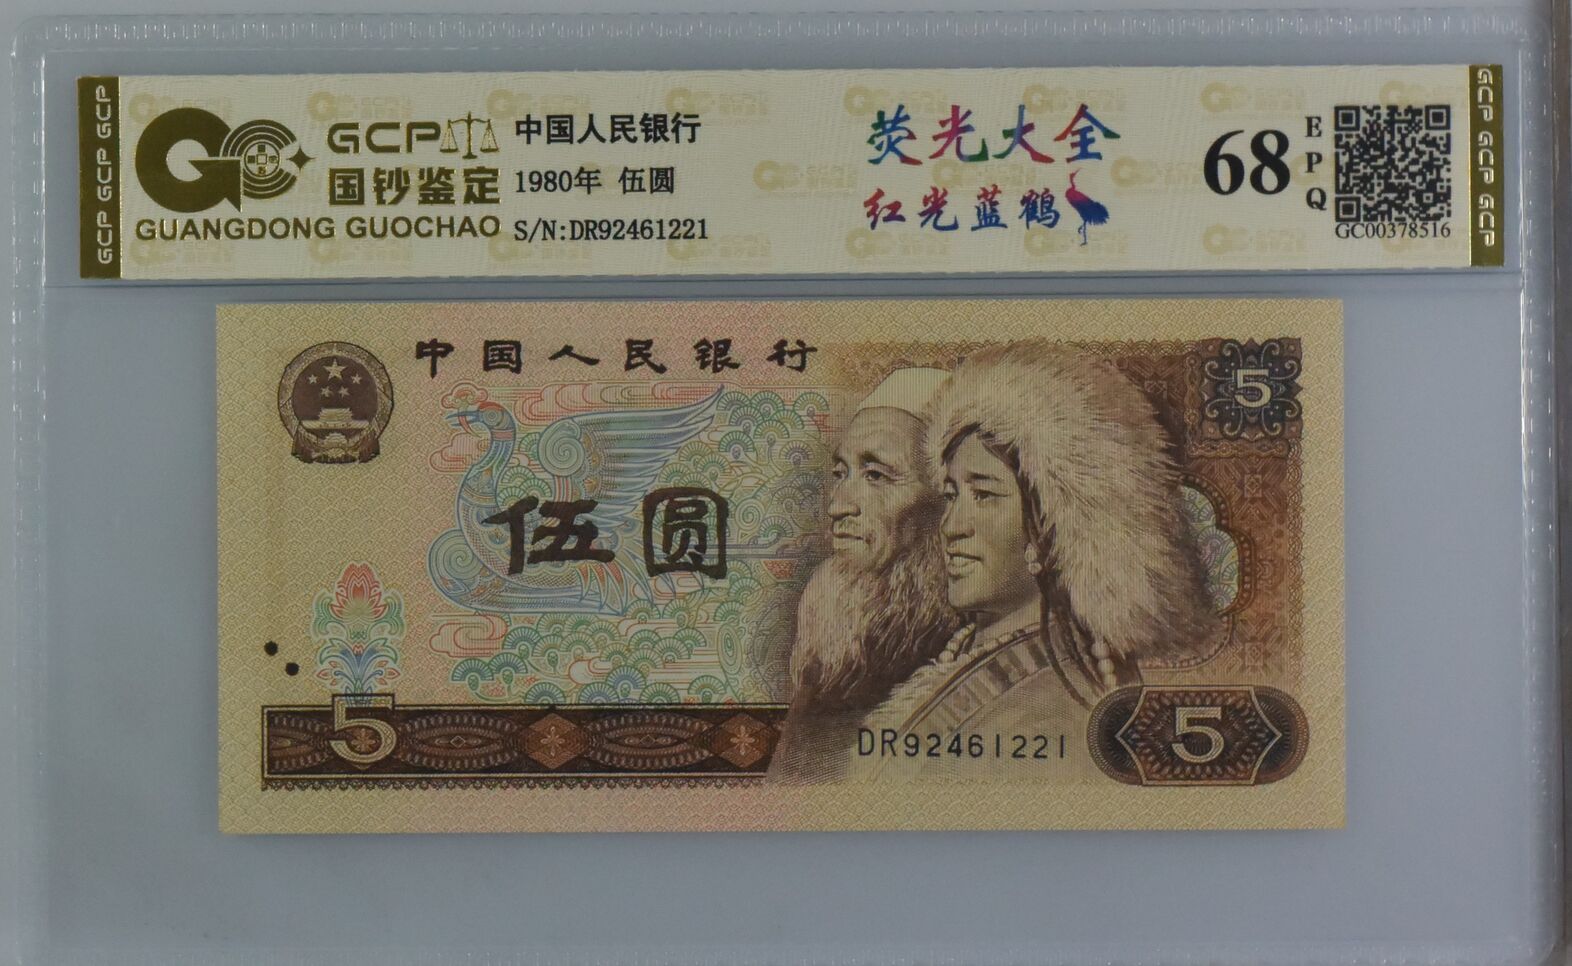 GCP GCP GCP
GCP
国钞鉴定
GUANGDONG GUOCHAO
中国人民银行
1980年 伍圆
S/N:DR92461221
荧光大全
红光蓝鹤
68
EPQ
GC00378516
GCP GCP GCP
中国人民银行
5
伍圆
5
DR92461221
5